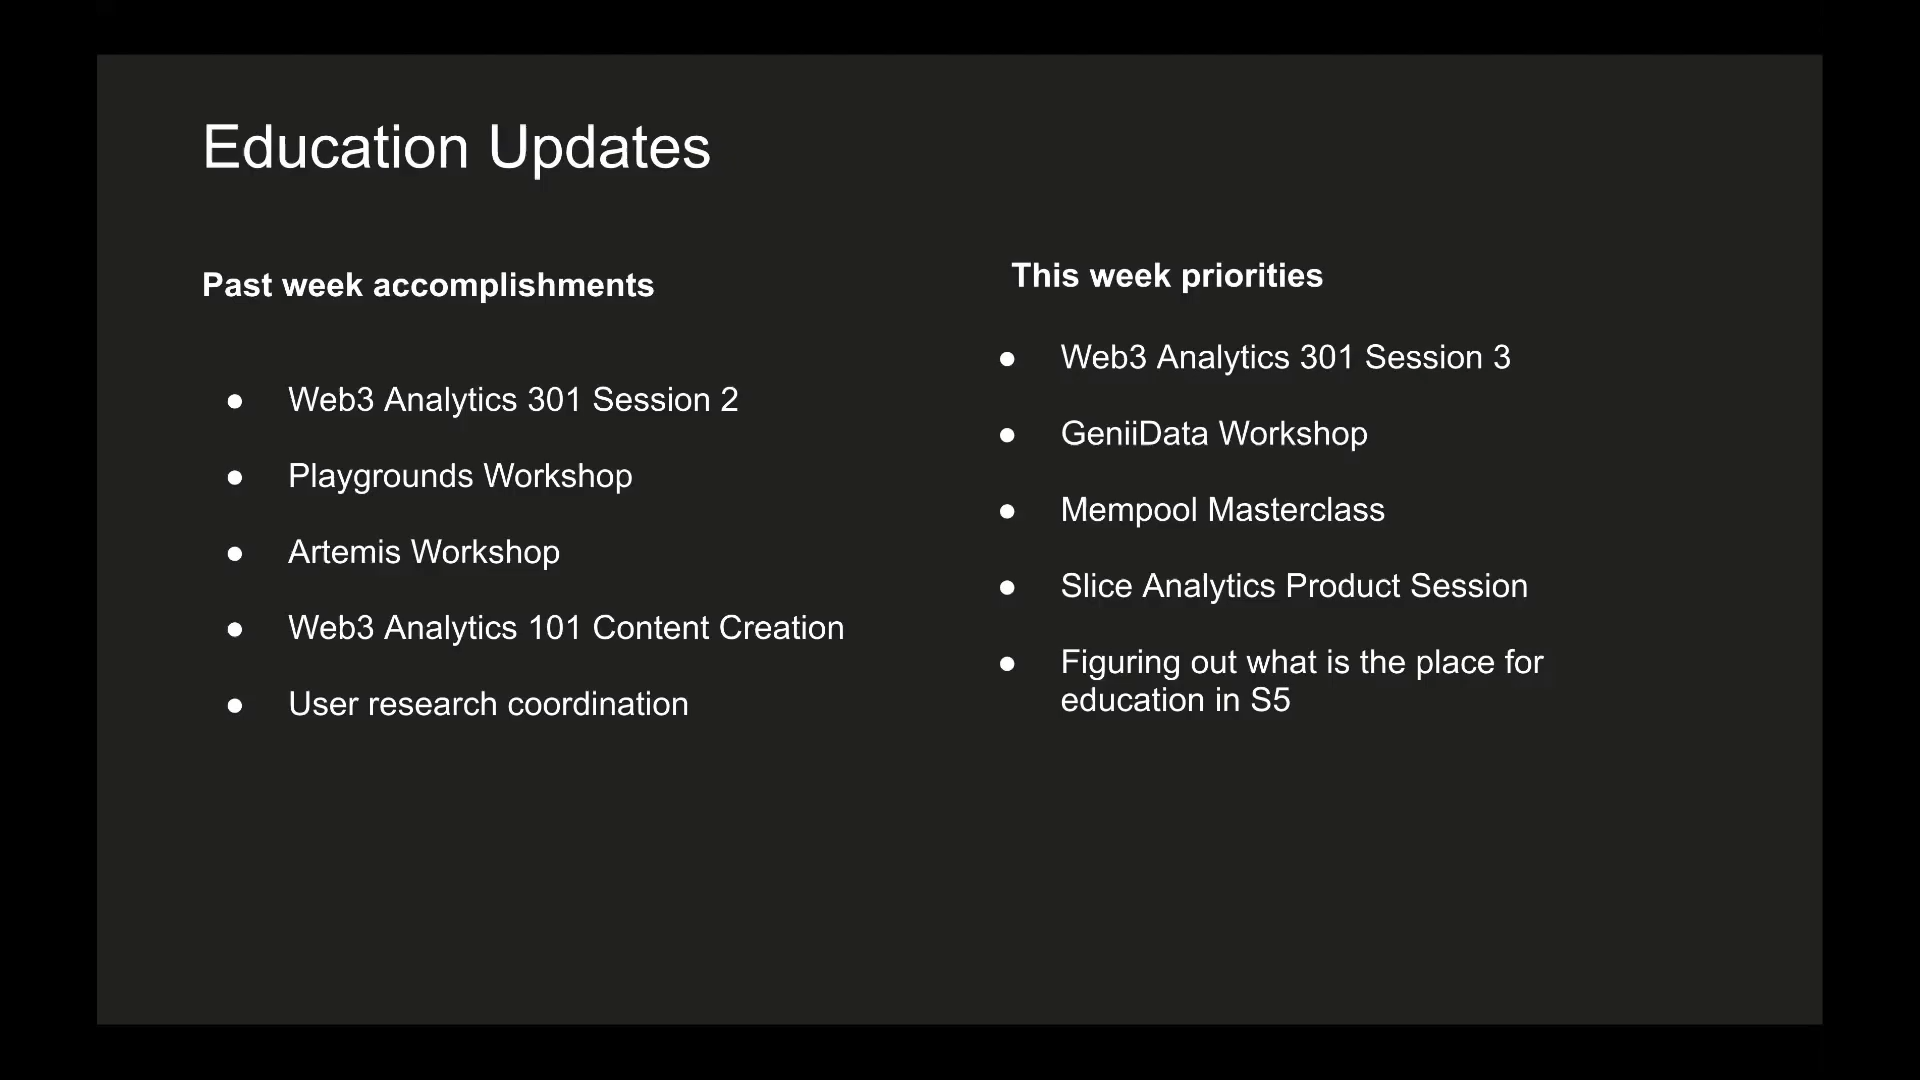 Education Updates
Past week accomplishments
● Web3 Analytics 301 Session 2
● Playgrounds Workshop
● Artemis Workshop
● Web3 Analytics 101 Content Creation
● User research coordination
This week priorities
● Web3 Analytics 301 Session 3
● GeniiData Workshop
● Mempool Masterclass
● Slice Analytics Product Session
● Figuring out what is the place for
education in S5